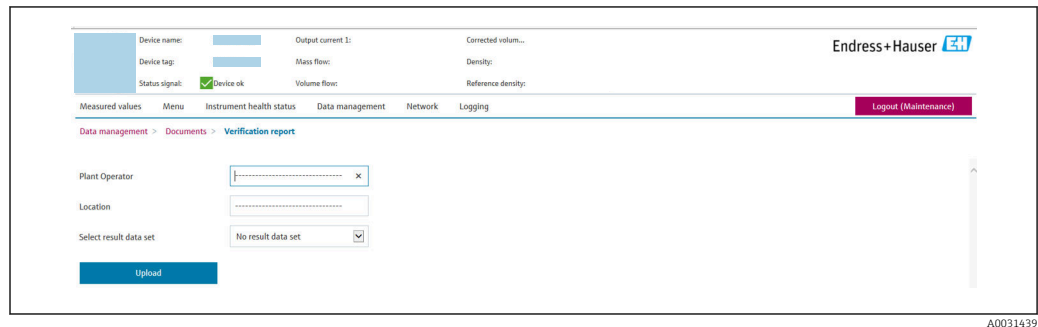 Device name: Output current 1: Corrected volum...
Endress+Hauser EH
Device tag: Mass flow: Density:
Status signal: Device ok Volume flow: Reference density:
Measured values Menu Instrument health status Data management Network Logging Logout (Maintenance)
Data management > Documents > Verification report
Plant Operator |------------------------------- ×
Location -------------------------------
Select result data set No result data set
Upload
A0031439